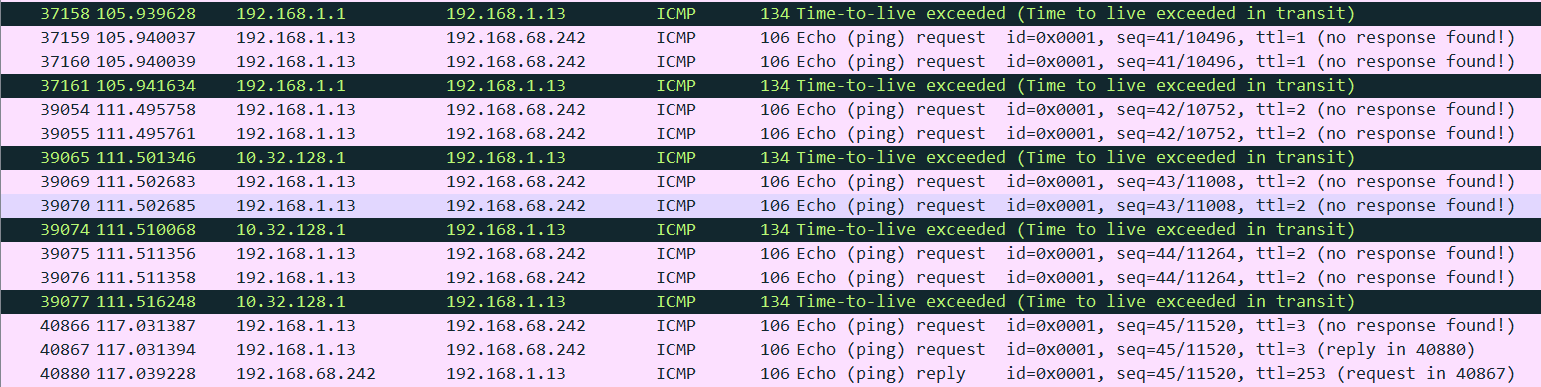 37158 105.939628 192.168.1.1 192.168.1.13 ICMP 134 Time-to-live exceeded (Time to live exceeded in transit)
37159 105.940037 192.168.1.13 192.168.68.242 ICMP 106 Echo (ping) request id=0x0001, seq=41/10496, ttl=1 (no response found!)
37160 105.940039 192.168.1.13 192.168.68.242 ICMP 106 Echo (ping) request id=0x0001, seq=41/10496, ttl=1 (no response found!)
37161 105.941634 192.168.1.1 192.168.1.13 ICMP 134 Time-to-live exceeded (Time to live exceeded in transit)
39054 111.495758 192.168.1.13 192.168.68.242 ICMP 106 Echo (ping) request id=0x0001, seq=42/10752, ttl=2 (no response found!)
39055 111.495761 192.168.1.13 192.168.68.242 ICMP 106 Echo (ping) request id=0x0001, seq=42/10752, ttl=2 (no response found!)
39065 111.501346 10.32.128.1 192.168.1.13 ICMP 134 Time-to-live exceeded (Time to live exceeded in transit)
39069 111.502683 192.168.1.13 192.168.68.242 ICMP 106 Echo (ping) request id=0x0001, seq=43/11008, ttl=2 (no response found!)
39070 111.502685 192.168.1.13 192.168.68.242 ICMP 106 Echo (ping) request id=0x0001, seq=43/11008, ttl=2 (no response found!)
39074 111.510068 10.32.128.1 192.168.1.13 ICMP 134 Time-to-live exceeded (Time to live exceeded in transit)
39075 111.511356 192.168.1.13 192.168.68.242 ICMP 106 Echo (ping) request id=0x0001, seq=44/11264, ttl=2 (no response found!)
39076 111.511358 192.168.1.13 192.168.68.242 ICMP 106 Echo (ping) request id=0x0001, seq=44/11264, ttl=2 (no response found!)
39077 111.516248 10.32.128.1 192.168.1.13 ICMP 134 Time-to-live exceeded (Time to live exceeded in transit)
40866 117.031387 192.168.1.13 192.168.68.242 ICMP 106 Echo (ping) request id=0x0001, seq=45/11520, ttl=3 (no response found!)
40867 117.031394 192.168.1.13 192.168.68.242 ICMP 106 Echo (ping) request id=0x0001, seq=45/11520, ttl=3 (reply in 40880)
40880 117.039228 192.168.68.242 192.168.1.13 ICMP 106 Echo (ping) reply id=0x0001, seq=45/11520, ttl=253 (request in 40867)